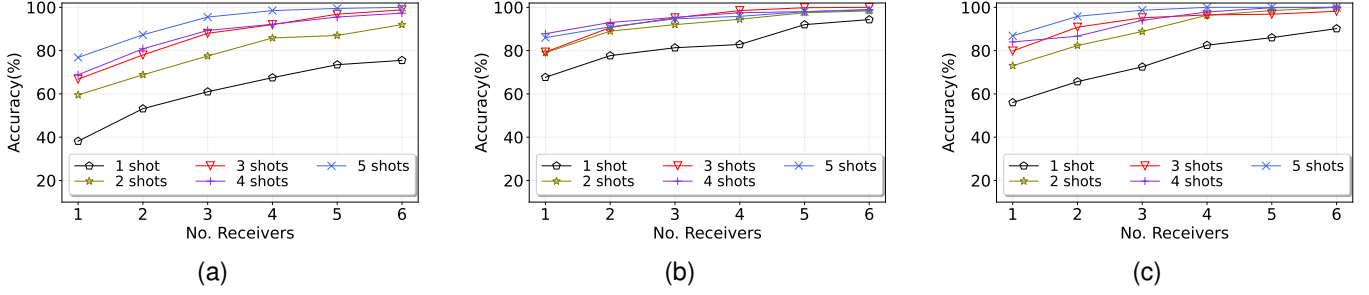 100
80
60
40
20
Accuracy(%)
1 shot
2 shots
3 shots
4 shots
5 shots
1 2 3 4 5 6
No. Receivers
(a)
100
80
60
40
20
Accuracy(%)
1 shot
2 shots
3 shots
4 shots
5 shots
1 2 3 4 5 6
No. Receivers
(b)
100
80
60
40
20
Accuracy(%)
1 shot
2 shots
3 shots
4 shots
5 shots
1 2 3 4 5 6
No. Receivers
(c)